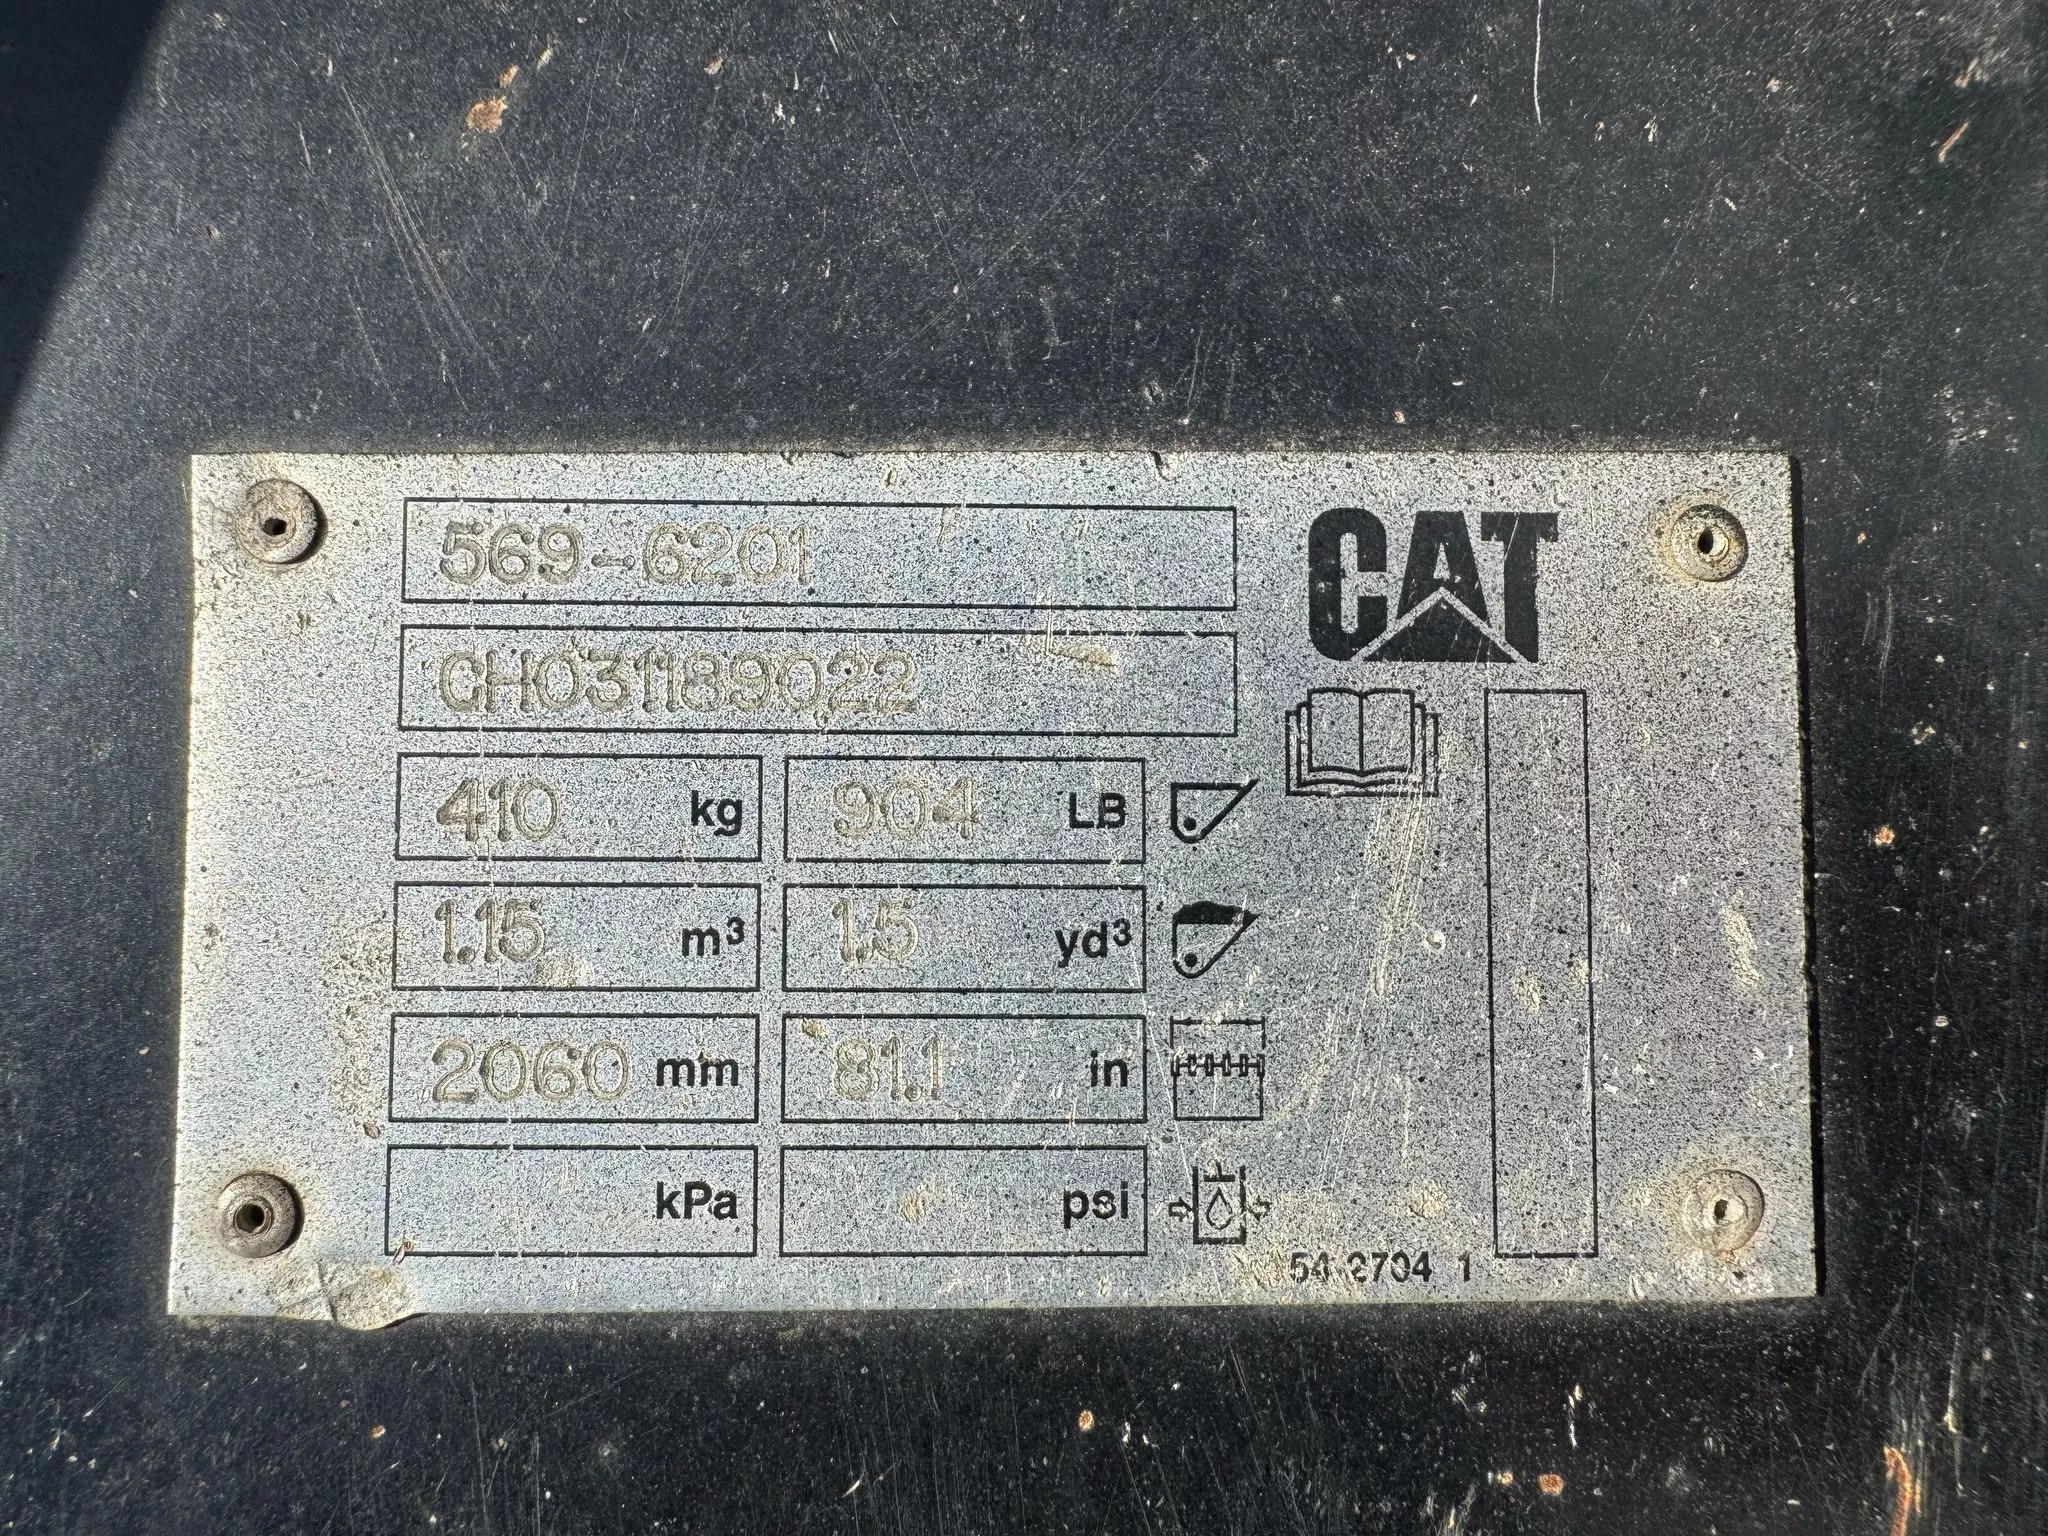 569-6201
CAT
CH031189022
410 kg 904 LB
1.15 m³ 1.5 yd³
2060 mm 81.1 in
kPa psi
54 2704 1